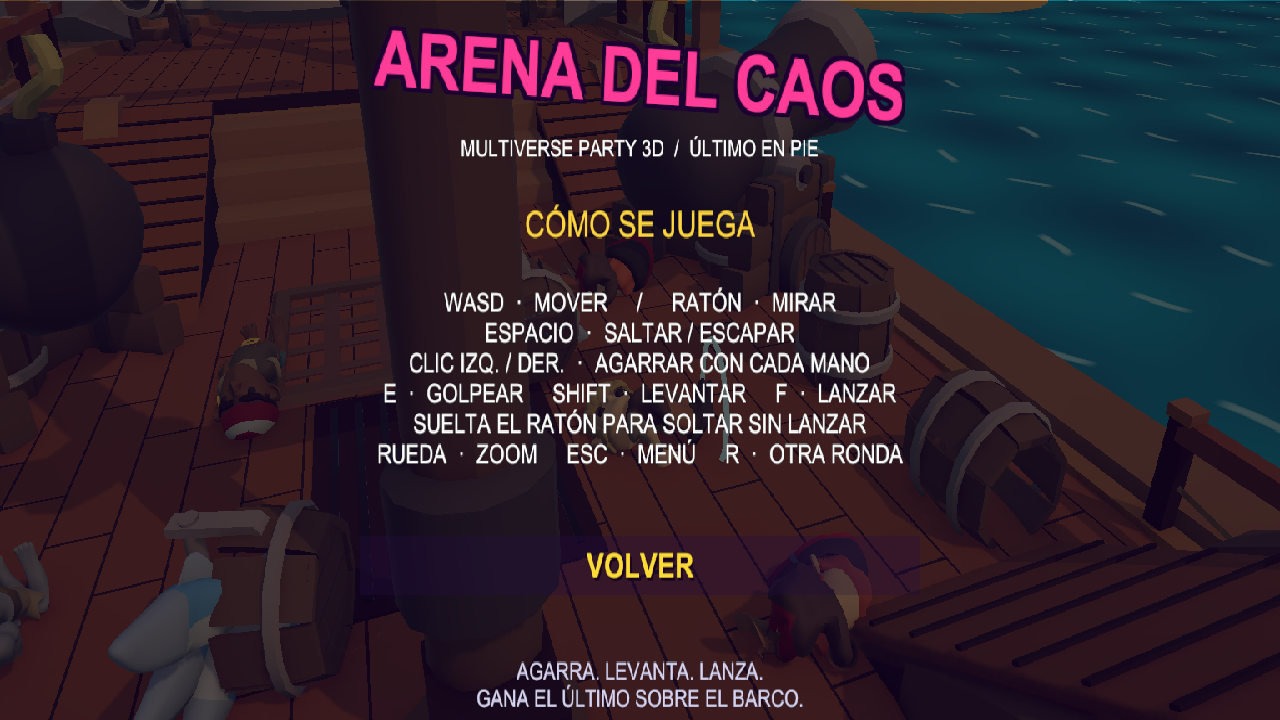 ARENA DEL CAOS
MULTIVERSE PARTY 3D / ÚLTIMO EN PIE
CÓMO SE JUEGA
WASD · MOVER / RATÓN · MIRAR
ESPACIO · SALTAR / ESCAPAR
CLIC IZQ. / DER. · AGARRAR CON CADA MANO
E · GOLPEAR SHIFT · LEVANTAR F · LANZAR
SUELTA EL RATÓN PARA SOLTAR SIN LANZAR
RUEDA · ZOOM ESC · MENÚ R · OTRA RONDA
VOLVER
AGARRA. LEVANTA. LANZA.
GANA EL ÚLTIMO SOBRE EL BARCO.